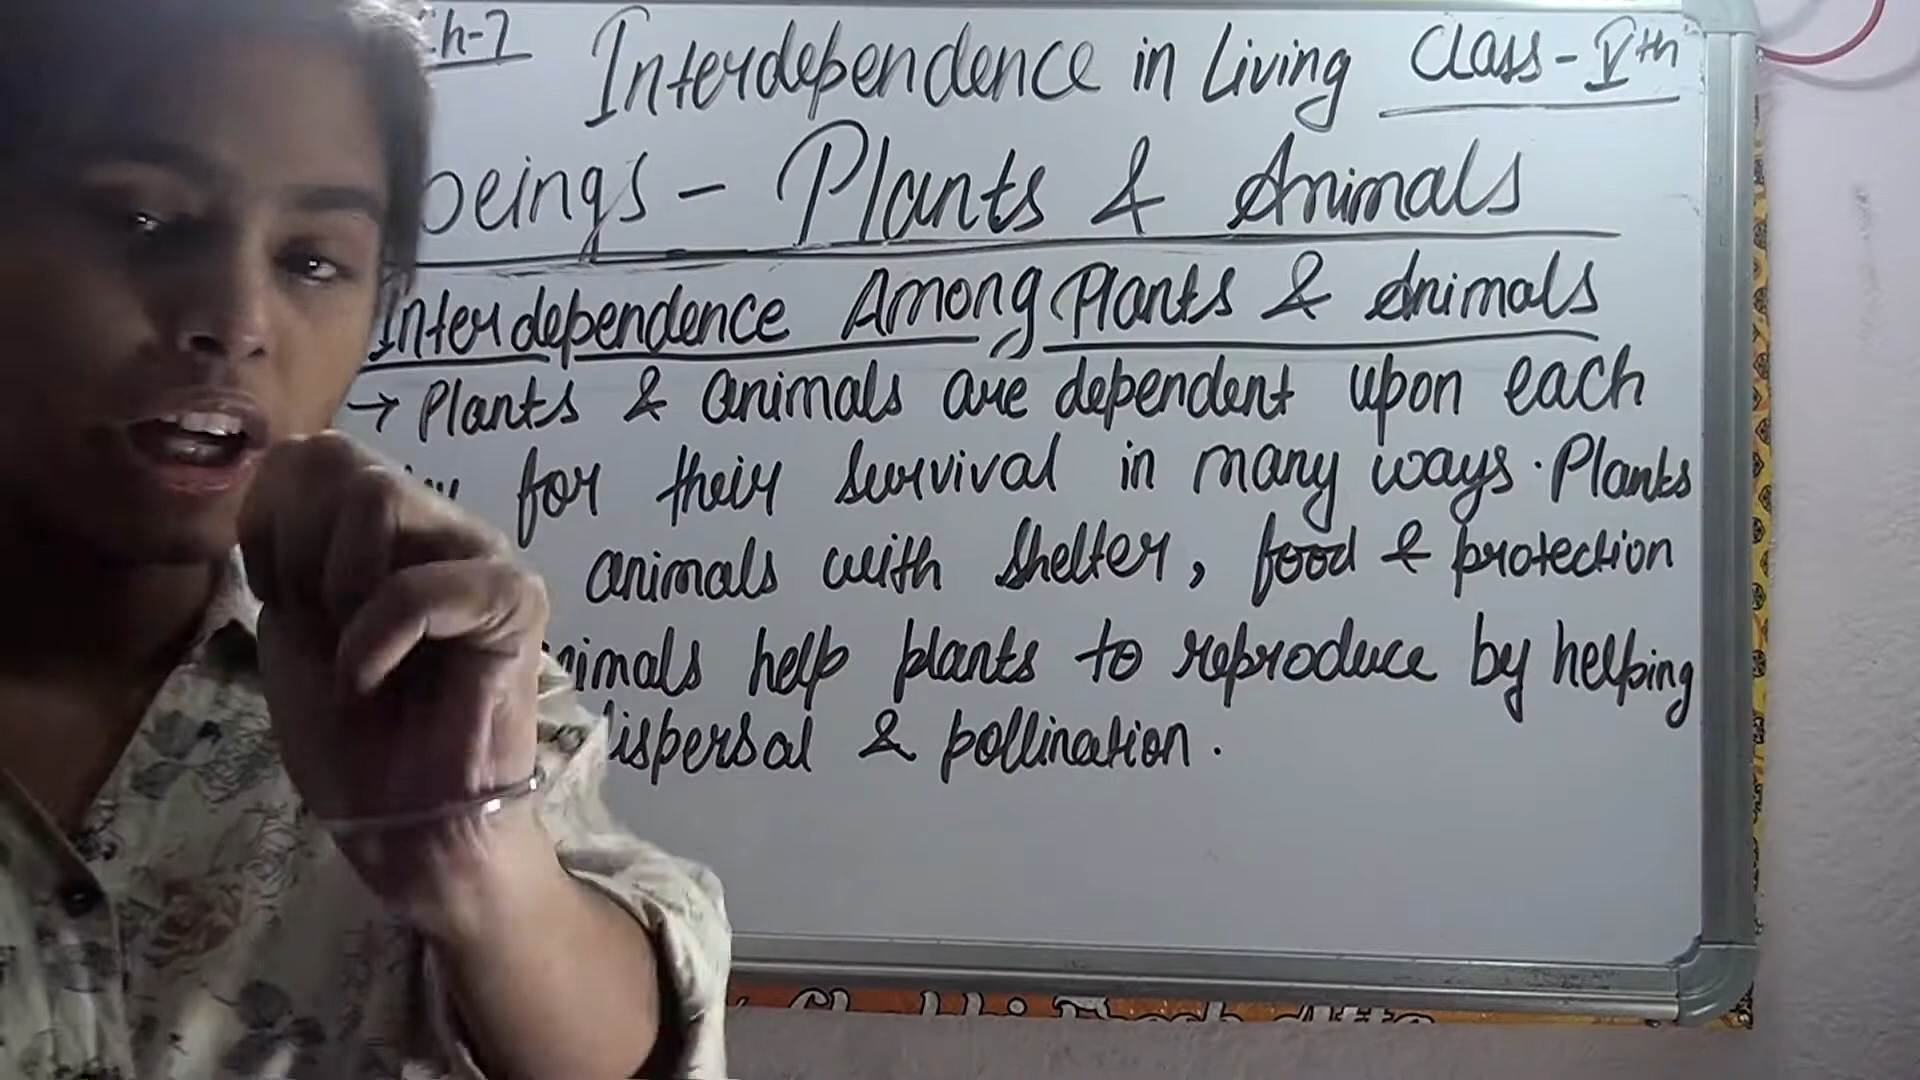 Ch-7 Interdependence in Living Class-Vth
beings - Plants & Animals
Interdependence Among Plants & Animals
→ Plants & animals are dependent upon each
for their survival in many ways. Plants
animals with shelter, food & protection
animals help plants to reproduce by helping
dispersal & pollination.